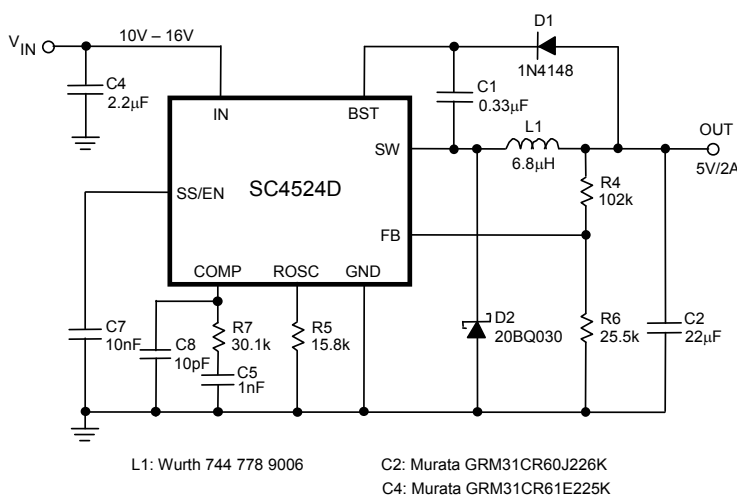 D1
V IN
10V – 16V
1N4148
C4
2.2µF
C1
0.33µF
IN
BST
L1
OUT
SW
6.8µH
5V/2A
SS/EN
SC4524D
R4
102k
FB
COMP
ROSC
GND
C7
10nF
C8
10pF
R7
30.1k
R5
15.8k
D2
20BQ030
R6
25.5k
C2
22µF
C5
1nF
L1: Wurth 744 778 9006
C2: Murata GRM31CR60J226K
C4: Murata GRM31CR61E225K